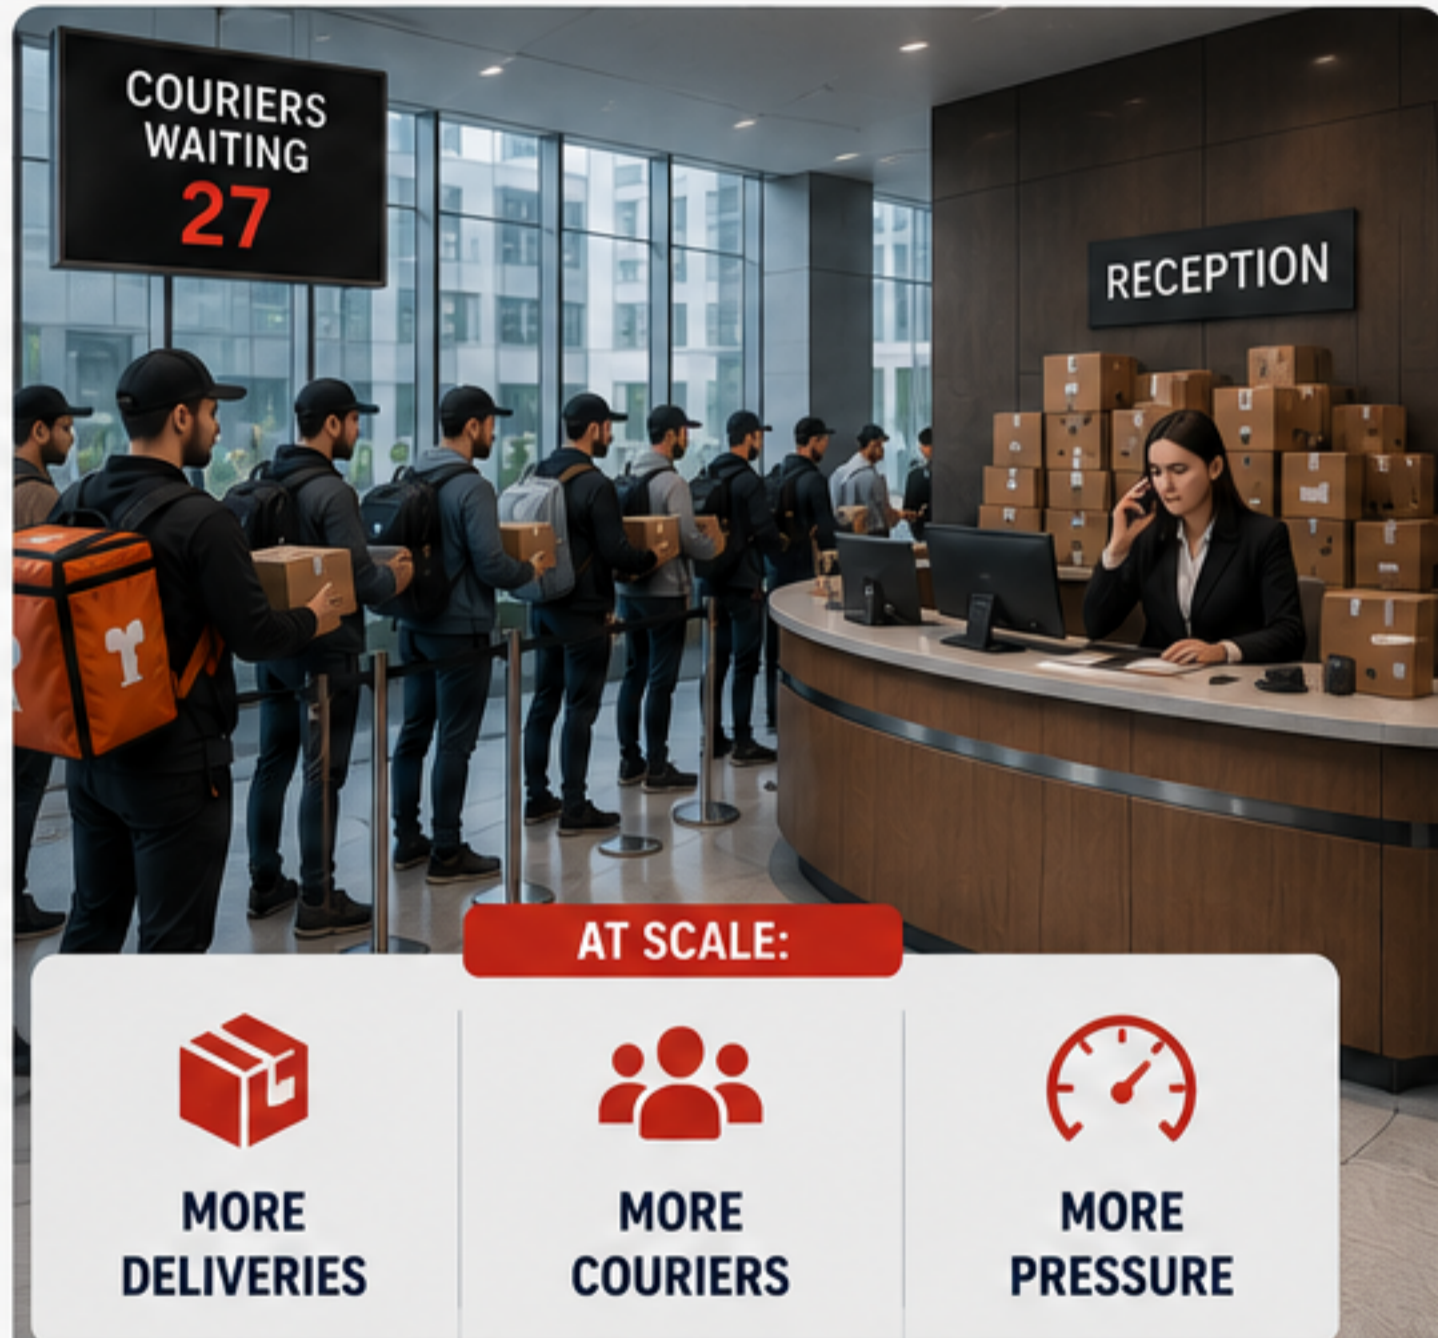 COURIERS
WAITING
27
RECEPTION
AT SCALE:
MORE
DELIVERIES
MORE
COURIERS
MORE
PRESSURE